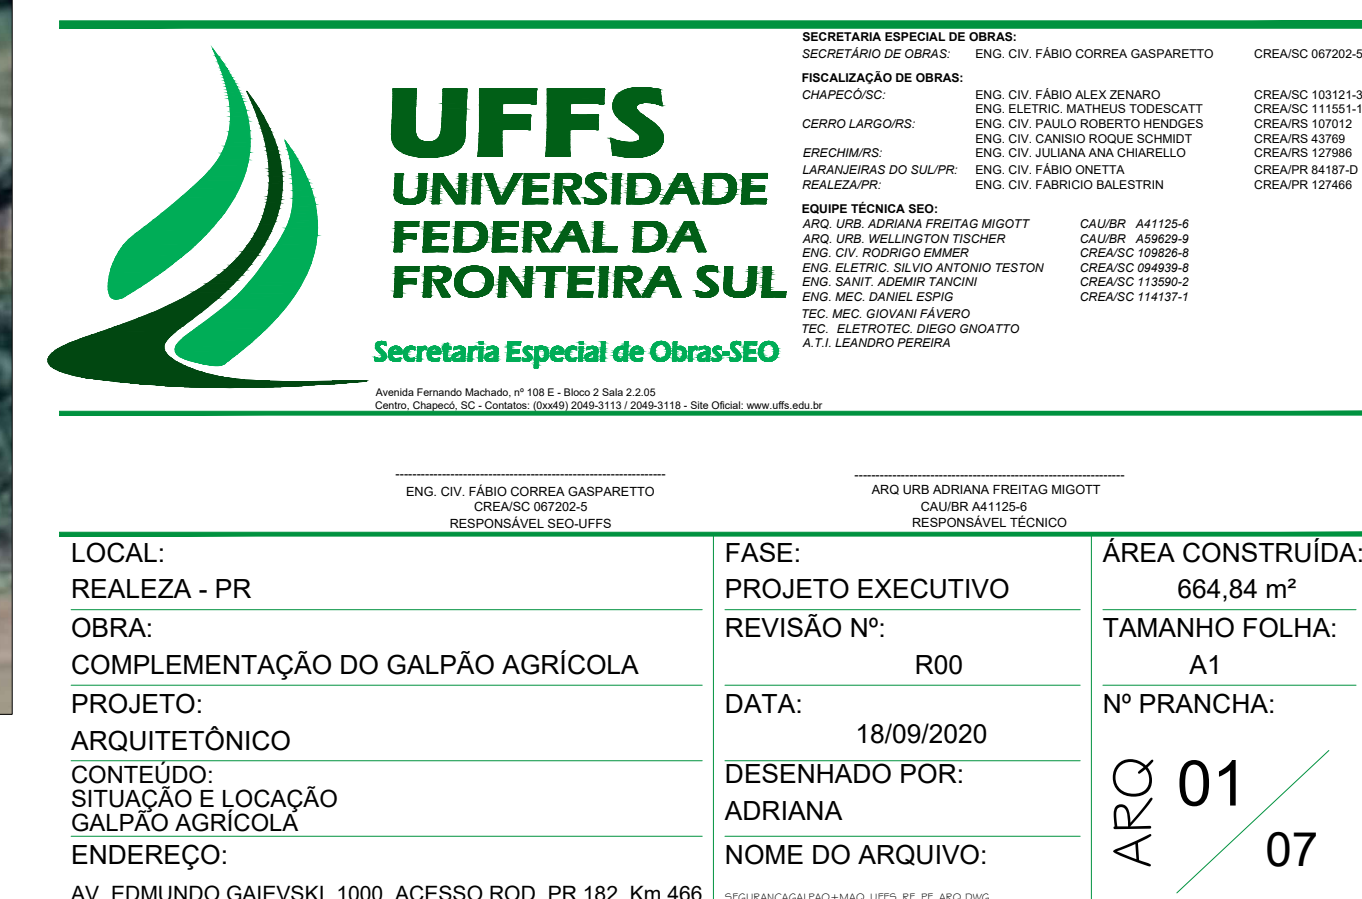 UFFS
UNIVERSIDADE
FEDERAL DA
FRONTEIRA SUL
Secretaria Especial de Obras-SEO
Avenida Fernando Machado, nº 108 E - Bloco 2 Sala 2.2.05
Centro, Chapecó, SC - Contatos: (0xx49) 2049-3113 / 2049-3118 - Site Oficial: www.uffs.edu.br
SECRETARIA ESPECIAL DE OBRAS:
SECRETÁRIO DE OBRAS: ENG. CIV. FÁBIO CORREA GASPARETTO CREA/SC 067202-5
FISCALIZAÇÃO DE OBRAS:
CHAPECÓ/SC: ENG. CIV. FÁBIO ALEX ZENARO CREA/SC 103121-3
ENG. ELETRIC. MATHEUS TODESCATT CREA/SC 111551-1
CERRO LARGO/RS: ENG. CIV. PAULO ROBERTO HENDGES CREA/RS 107012
ENG. CIV. CANISIO ROQUE SCHMIDT CREA/RS 43769
ERECHIM/RS: ENG. CIV. JULIANA ANA CHIARELLO CREA/RS 127986
LARANJEIRAS DO SUL/PR: ENG. CIV. FÁBIO ONETTA CREA/PR 84187-D
REALEZA/PR: ENG. CIV. FABRICIO BALESTRIN CREA/PR 127466
EQUIPE TÉCNICA SEO:
ARQ. URB. ADRIANA FREITAG MIGOTT CAU/BR A41125-6
ARQ. URB. WELLINGTON TISCHER CAU/BR A59629-9
ENG. CIV. RODRIGO EMMER CREA/SC 109826-8
ENG. ELETRIC. SILVIO ANTONIO TESTON CREA/SC 094939-8
ENG. SANIT. ADEMIR TANCINI CREA/SC 113590-2
ENG. MEC. DANIEL ESPIG CREA/SC 114137-1
TEC. MEC. GIOVANI FÁVERO
TEC. ELETROTEC. DIEGO GNOATTO
A.T.I. LEANDRO PEREIRA
ENG. CIV. FÁBIO CORREA GASPARETTO
CREA/SC 067202-5
RESPONSÁVEL SEO-UFFS
ARQ URB ADRIANA FREITAG MIGOTT
CAU/BR A41125-6
RESPONSÁVEL TÉCNICO
LOCAL:
REALEZA - PR
OBRA:
COMPLEMENTAÇÃO DO GALPÃO AGRÍCOLA
PROJETO:
ARQUITETÔNICO
CONTEÚDO:
SITUAÇÃO E LOCAÇÃO
GALPÃO AGRÍCOLA
ENDEREÇO:
AV. EDMUNDO GAIEVSKI, 1000, ACESSO ROD. PR 182, Km 466
FASE:
PROJETO EXECUTIVO
REVISÃO Nº:
R00
DATA:
18/09/2020
DESENHADO POR:
ADRIANA
NOME DO ARQUIVO:
SEGURANCAGALPAO+MAQ_UFFS_RE_PE_ARQ.DWG
ÁREA CONSTRUÍDA:
664,84 m²
TAMANHO FOLHA:
A1
Nº PRANCHA:
ARQ 01
07